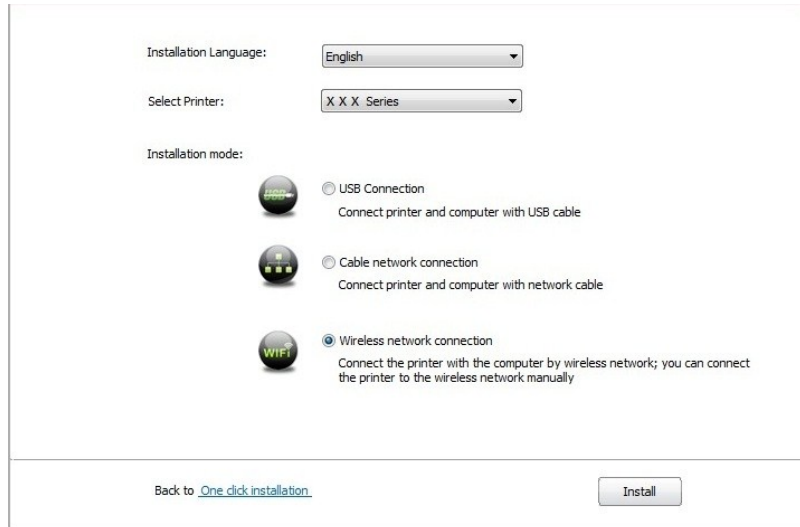 Installation Language:
English
Select Printer:
X X X Series
Installation mode:
USB
USB Connection
Connect printer and computer with USB cable
Cable network connection
Connect printer and computer with network cable
WiFi
Wireless network connection
Connect the printer with the computer by wireless network; you can connect
the printer to the wireless network manually
Back to One click installation
Install